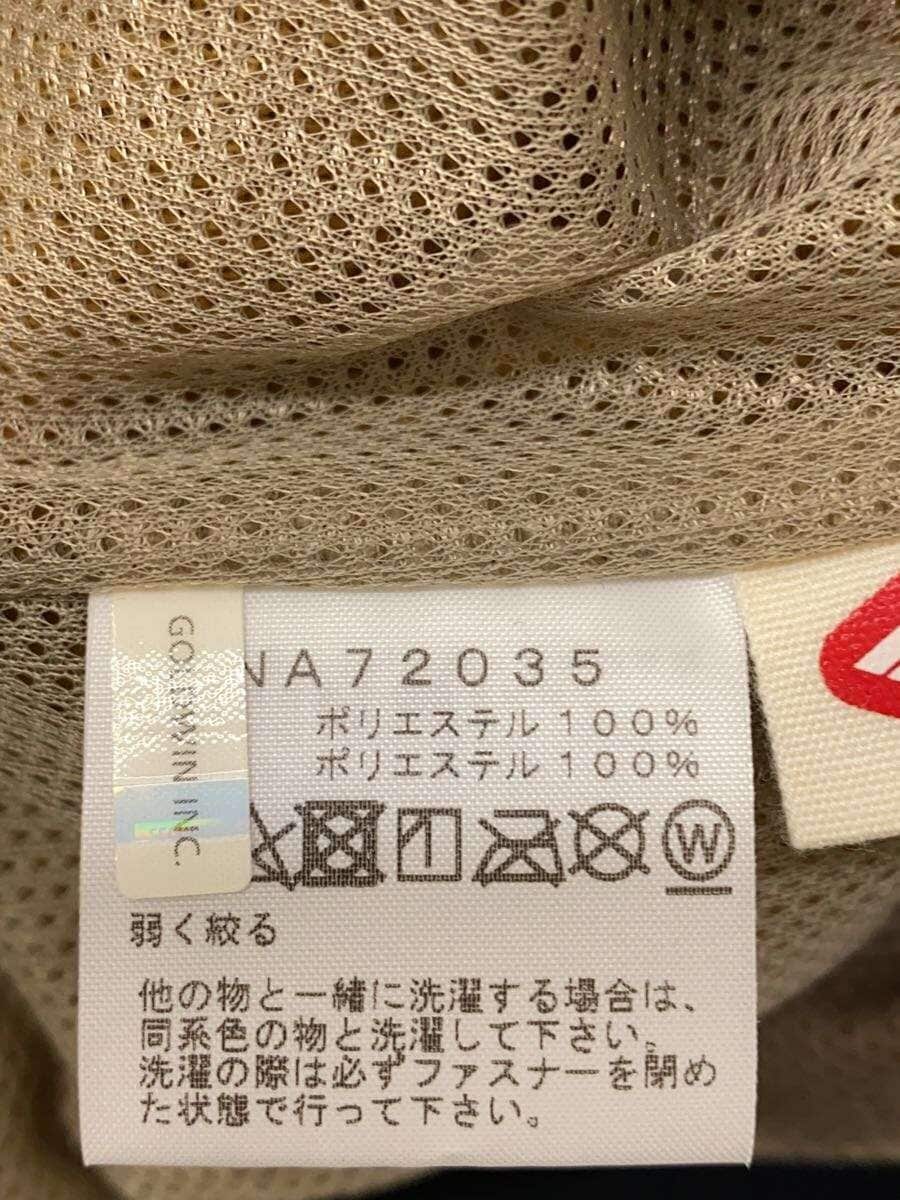 GOLDWIN INC.
NA72035
ポリエステル100%
ポリエステル100%
W
弱く絞る
他の物と一緒に洗濯する場合は、
同系色の物と洗濯して下さい。
洗濯の際は必ずファスナーを閉め
た状態で行って下さい。